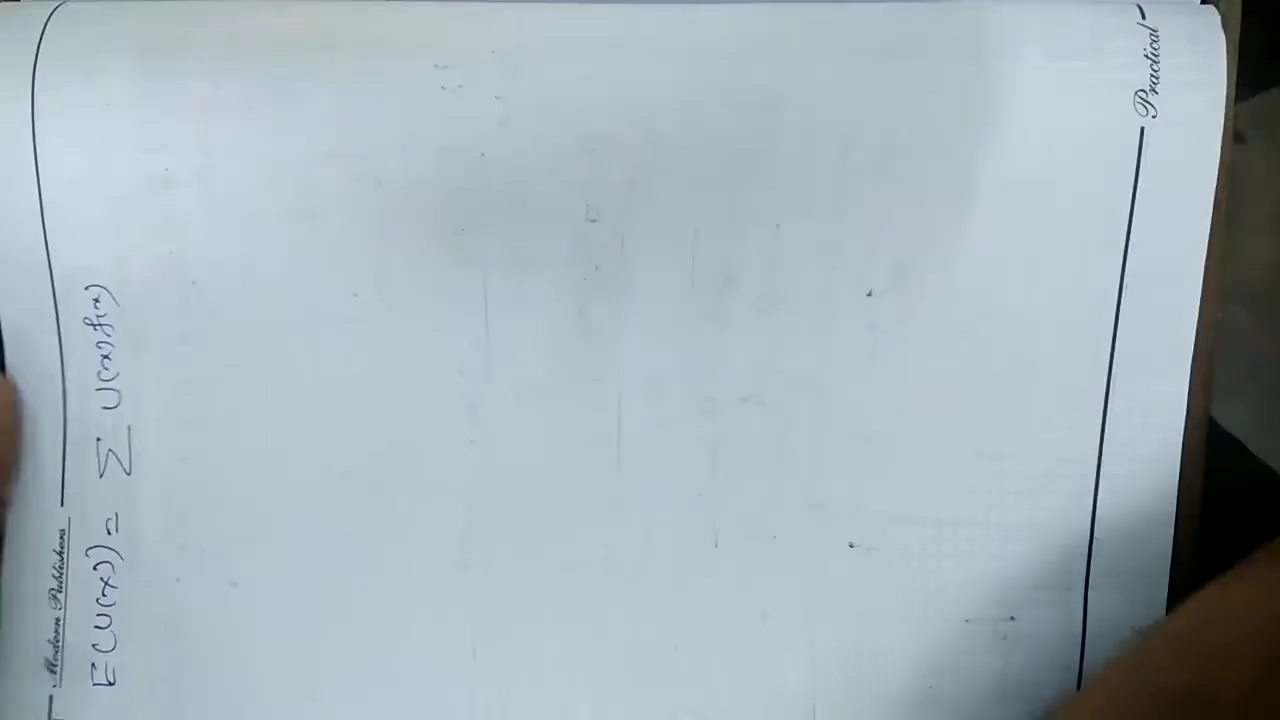 Practical
Modern Publishers
E(U(x)) = Σ U(x).f(x)